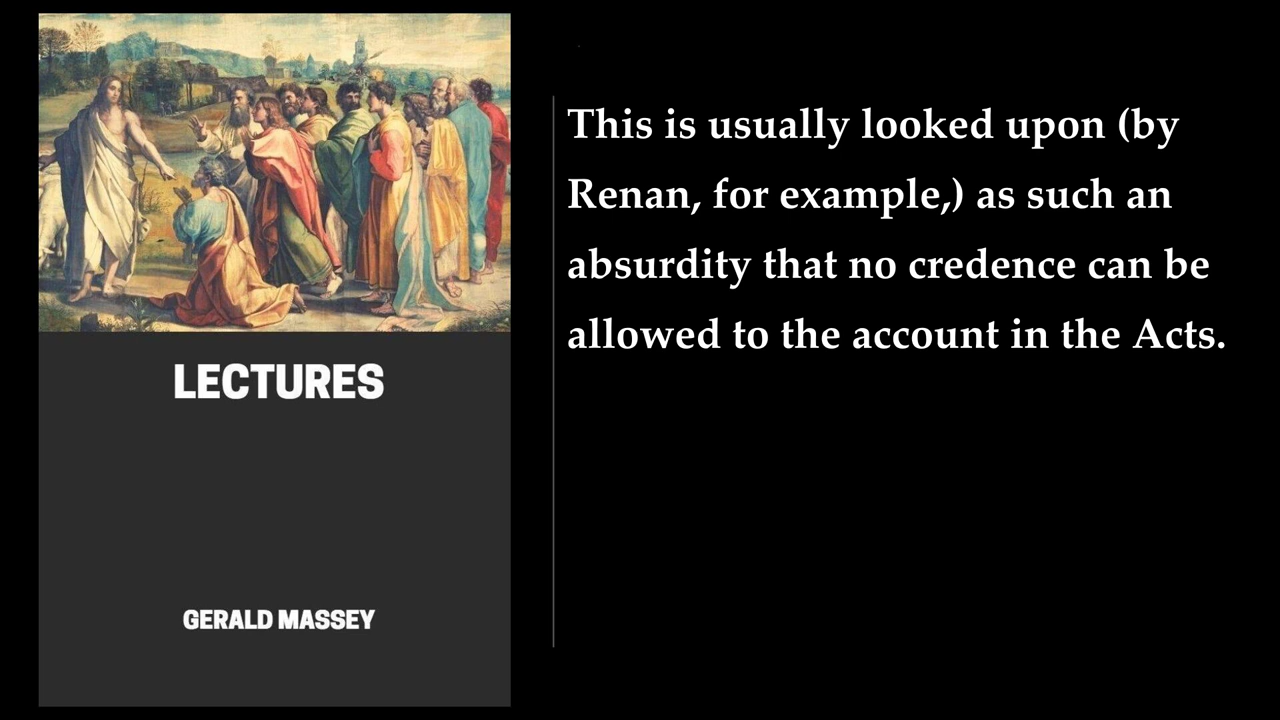 LECTURES
GERALD MASSEY
This is usually looked upon (by
Renan, for example,) as such an
absurdity that no credence can be
allowed to the account in the Acts.